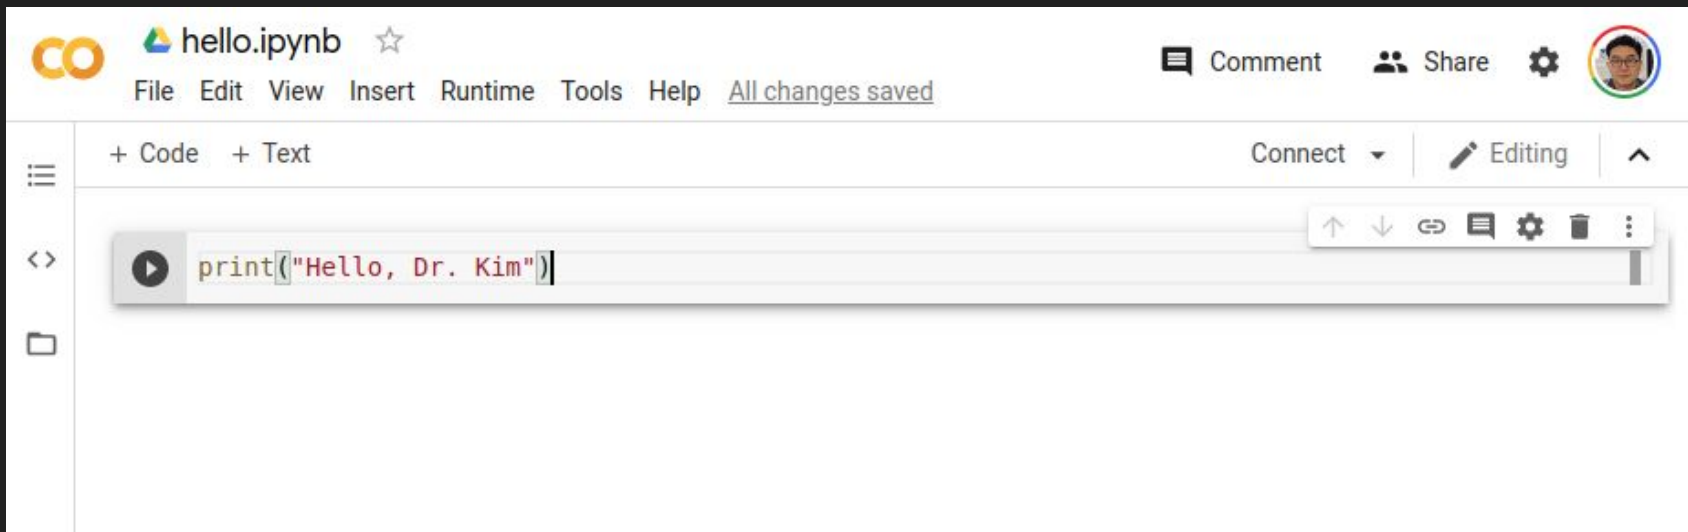 hello.ipynb
Comment Share
File Edit View Insert Runtime Tools Help All changes saved
+ Code + Text Connect Editing
print("Hello, Dr. Kim")